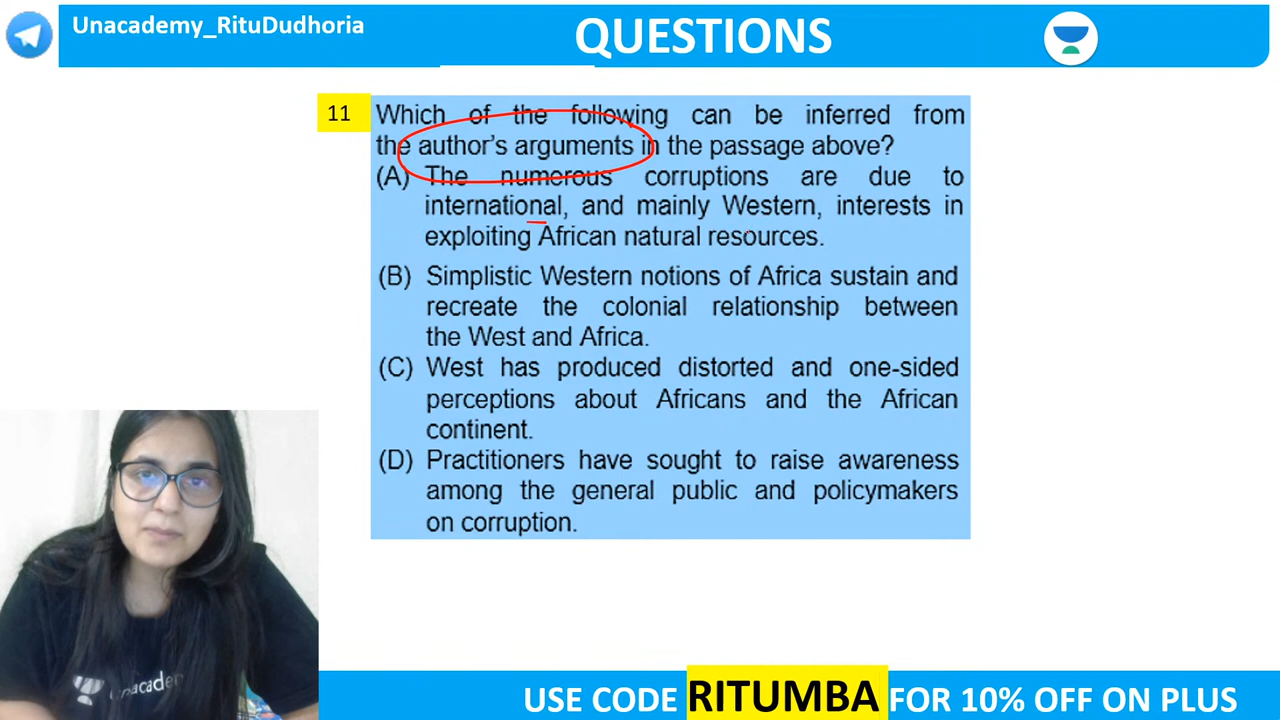 Unacademy_RituDudhoria
QUESTIONS
11
Which of the following can be inferred from
the author's arguments in the passage above?
(A) The numerous corruptions are due to
international, and mainly Western, interests in
exploiting African natural resources.
(B) Simplistic Western notions of Africa sustain and
recreate the colonial relationship between
the West and Africa.
(C) West has produced distorted and one-sided
perceptions about Africans and the African
continent.
(D) Practitioners have sought to raise awareness
among the general public and policymakers
on corruption.
unacademy
USE CODE RITUMBA FOR 10% OFF ON PLUS